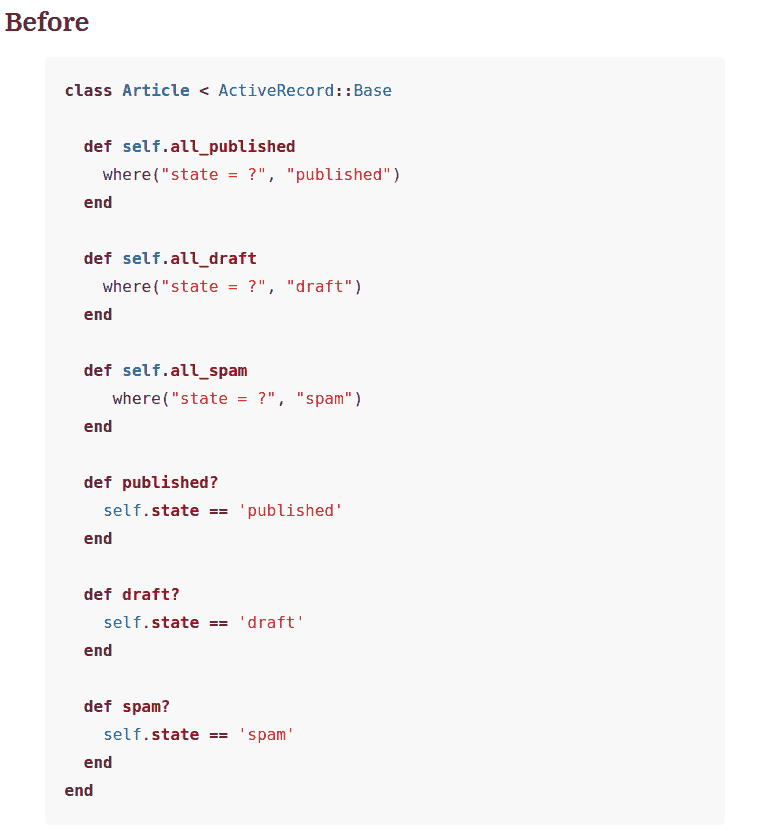 Before
class Article < ActiveRecord::Base
  def self.all_published
    where("state = ?", "published")
  end
  def self.all_draft
    where("state = ?", "draft")
  end
  def self.all_spam
     where("state = ?", "spam")
  end
  def published?
    self.state == 'published'
  end
  def draft?
    self.state == 'draft'
  end
  def spam?
    self.state == 'spam'
  end
end